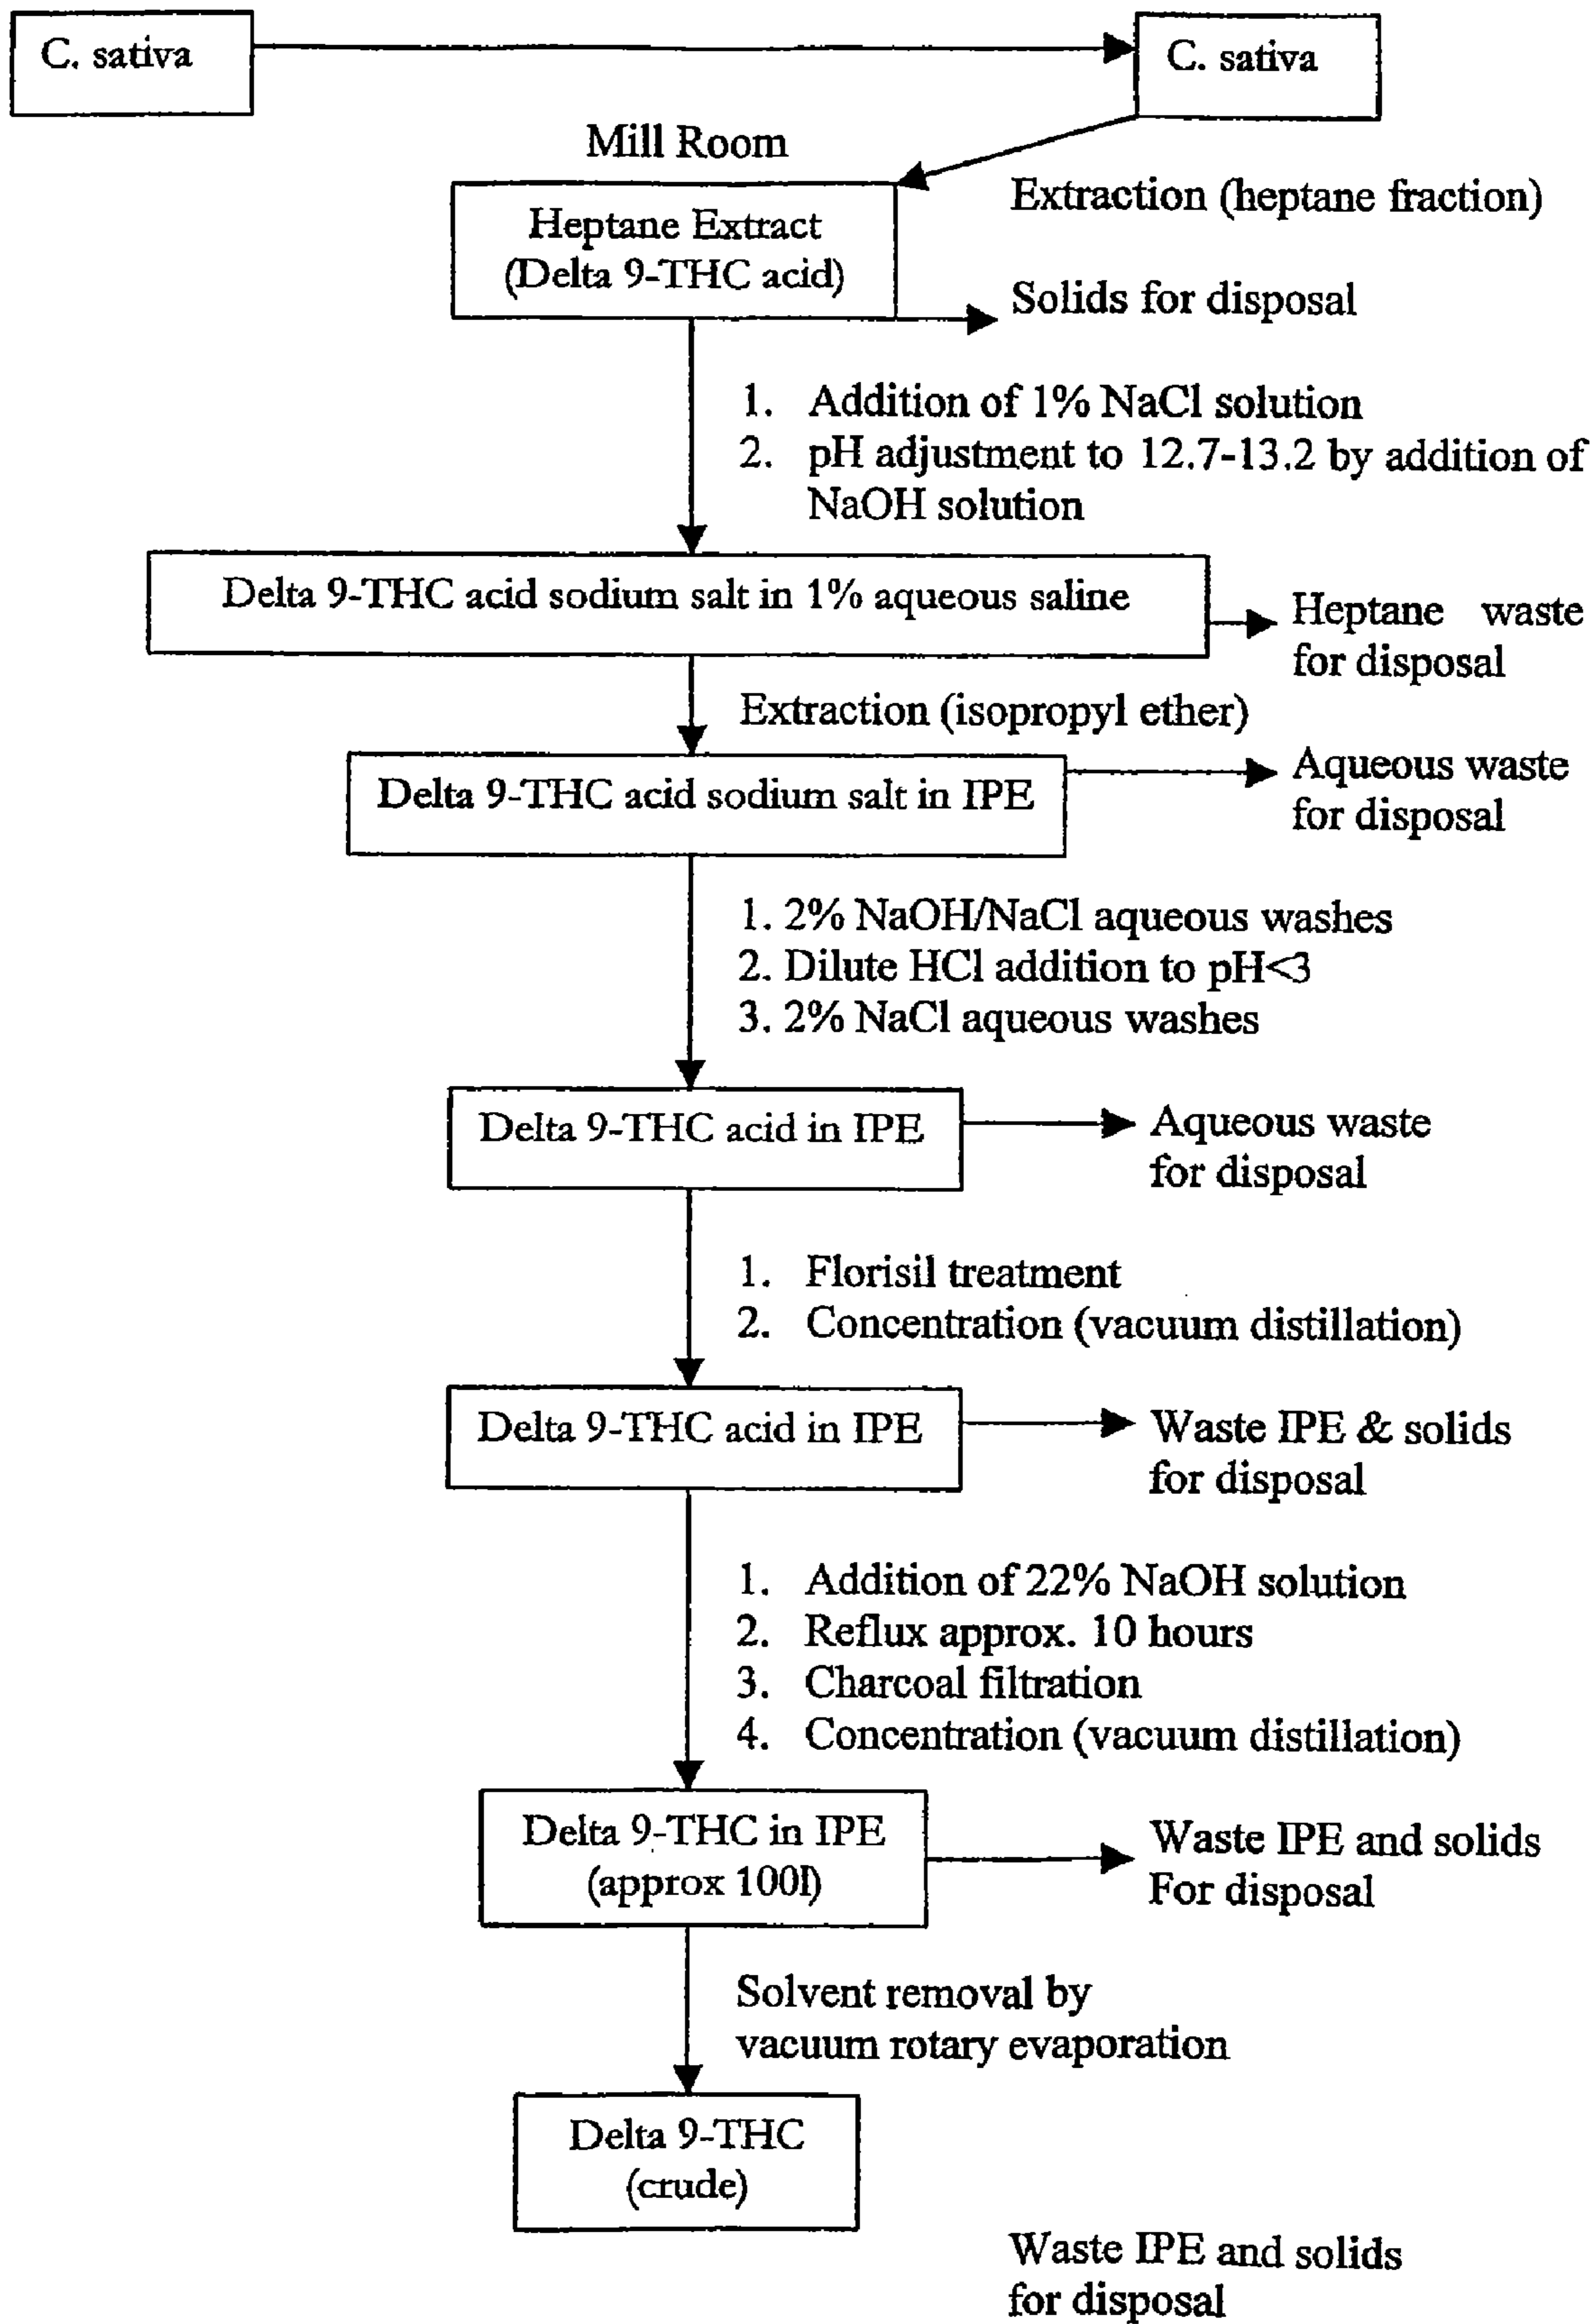 C. sativa
C. sativa
Mill Room
Extraction (heptane fraction)
Heptane Extract
(Delta 9-THC acid)
Solids for disposal
1. Addition of 1% NaCl solution
2. pH adjustment to 12.7-13.2 by addition of
NaOH solution
Delta 9-THC acid sodium salt in 1% aqueous saline
Heptane waste
for disposal
Extraction (isopropyl ether)
Delta 9-THC acid sodium salt in IPE
Aqueous waste
for disposal
1. 2% NaOH/NaCl aqueous washes
2. Dilute HCl addition to pH<3
3. 2% NaCl aqueous washes
Delta 9-THC acid in IPE
Aqueous waste
for disposal
1. Florisil treatment
2. Concentration (vacuum distillation)
Delta 9-THC acid in IPE
Waste IPE & solids
for disposal
1. Addition of 22% NaOH solution
2. Reflux approx. 10 hours
3. Charcoal filtration
4. Concentration (vacuum distillation)
Delta 9-THC in IPE
(approx 100l)
Waste IPE and solids
For disposal
Solvent removal by
vacuum rotary evaporation
Delta 9-THC
(crude)
Waste IPE and solids
for disposal